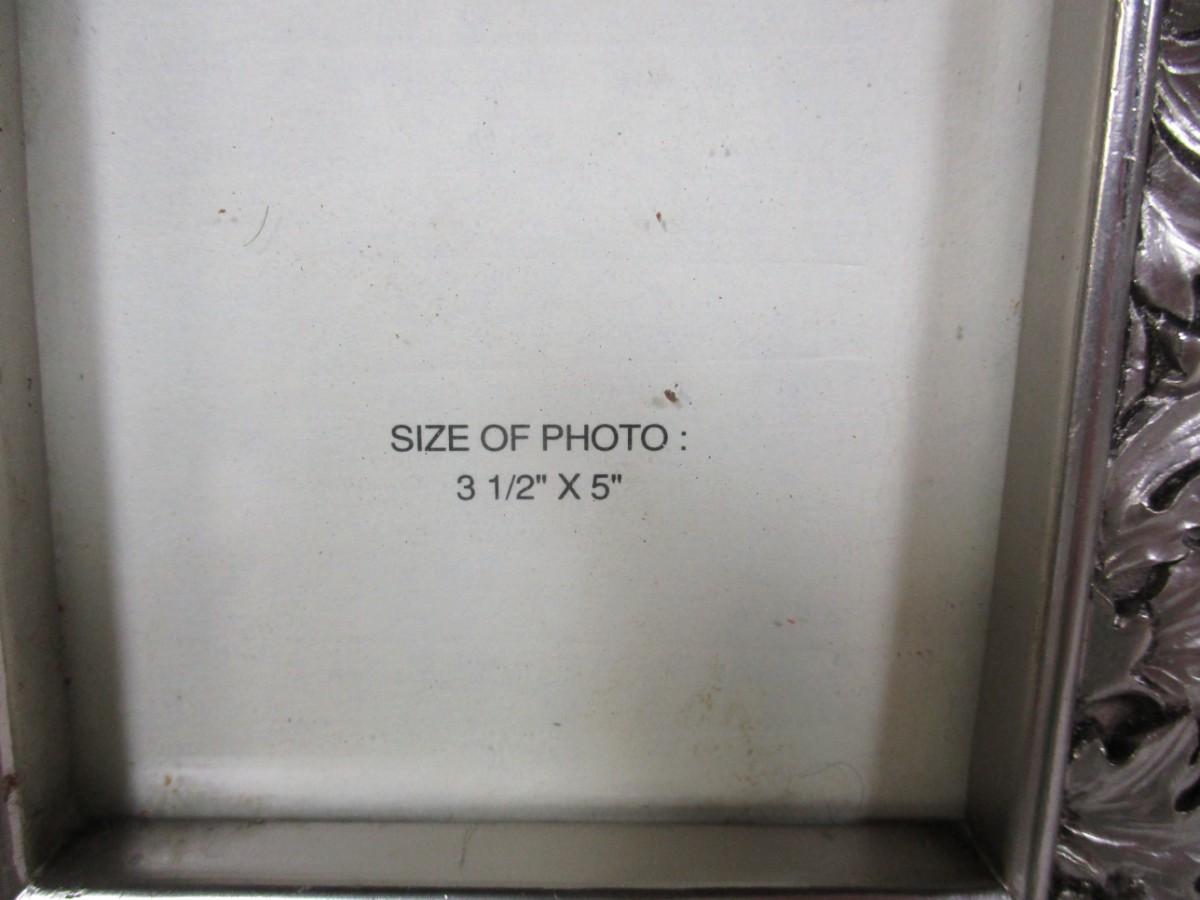 SIZE OF PHOTO :
3 1/2" X 5"